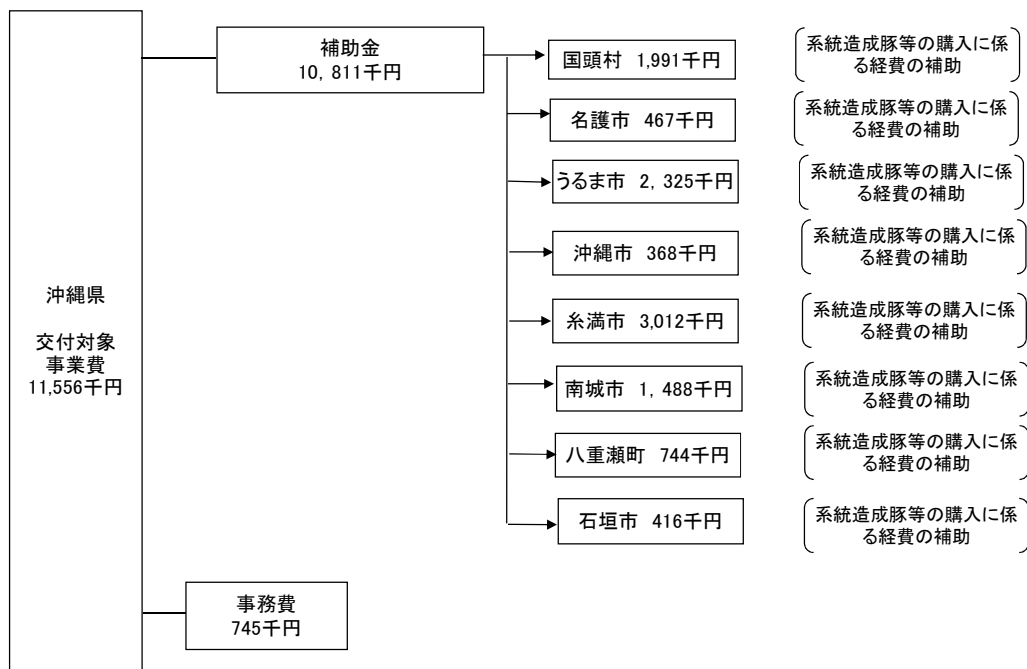 沖縄県
交付対象
事業費
11,556千円
補助金
10, 811千円
国頭村 1,991千円
系統造成豚等の購入に係
る経費の補助
名護市 467千円
系統造成豚等の購入に係
る経費の補助
うるま市 2, 325千円
系統造成豚等の購入に係
る経費の補助
沖縄市 368千円
系統造成豚等の購入に係
る経費の補助
糸満市 3,012千円
系統造成豚等の購入に係
る経費の補助
南城市 1, 488千円
系統造成豚等の購入に係
る経費の補助
八重瀬町 744千円
系統造成豚等の購入に係
る経費の補助
石垣市 416千円
系統造成豚等の購入に係
る経費の補助
事務費
745千円